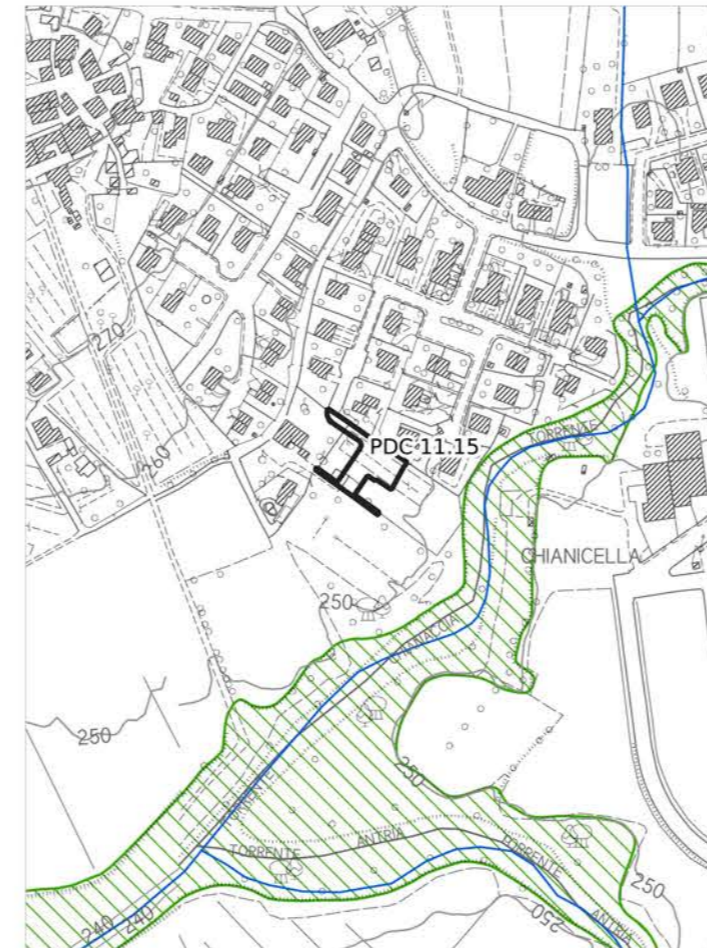 270
260
PDC 11.15
TORRENTE
CHIANICELLA
250
CHIANACCIA
250
250
TORRENTE
TORRENTE
ANTRIA
TORRENTE
250
240
240
250
ANTRIA